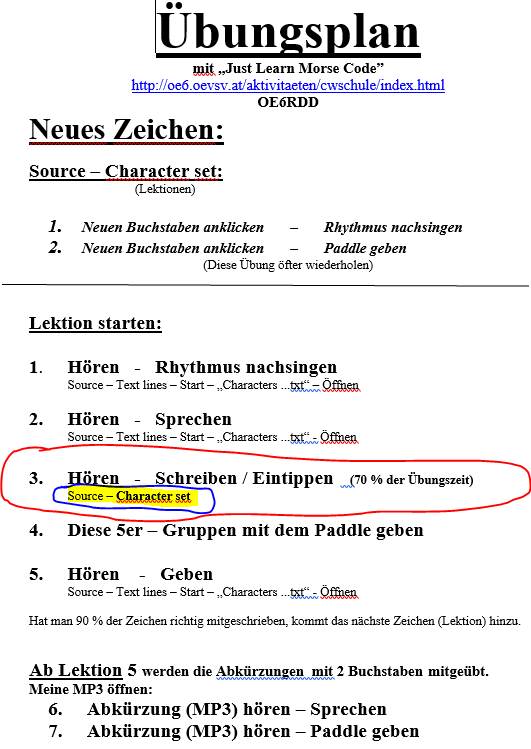 Übungsplan
mit „Just Learn Morse Code”
http://oe6.oevsv.at/aktivitaeten/cwschule/index.html
OE6RDD
Neues Zeichen:
Source – Character set:
(Lektionen)
1. Neuen Buchstaben anklicken – Rhythmus nachsingen
2. Neuen Buchstaben anklicken – Paddle geben
(Diese Übung öfter wiederholen)
Lektion starten:
1. Hören - Rhythmus nachsingen
Source – Text lines – Start – „Characters ...txt“ – Öffnen
2. Hören - Sprechen
Source – Text lines – Start – „Characters ...txt“ - Öffnen
3. Hören - Schreiben / Eintippen (70 % der Übungszeit)
Source – Character set
4. Diese 5er – Gruppen mit dem Paddle geben
5. Hören - Geben
Source – Text lines – Start – „Characters ...txt“ - Öffnen
Hat man 90 % der Zeichen richtig mitgeschrieben, kommt das nächste Zeichen (Lektion) hinzu.
Ab Lektion 5 werden die Abkürzungen mit 2 Buchstaben mitgeübt.
Meine MP3 öffnen:
6. Abkürzung (MP3) hören – Sprechen
7. Abkürzung (MP3) hören – Paddle geben